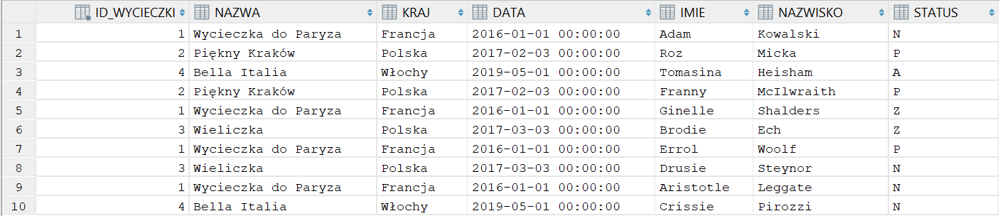 ID_WYCIECZKI NAZWA KRAJ DATA IMIE NAZWISKO STATUS
1 1 Wycieczka do Paryza Francja 2016-01-01 00:00:00 Adam Kowalski N
2 2 Piękny Kraków Polska 2017-02-03 00:00:00 Roz Micka P
3 4 Bella Italia Włochy 2019-05-01 00:00:00 Tomasina Heisham A
4 2 Piękny Kraków Polska 2017-02-03 00:00:00 Franny McIlwraith P
5 1 Wycieczka do Paryza Francja 2016-01-01 00:00:00 Ginelle Shalders Z
6 3 Wieliczka Polska 2017-03-03 00:00:00 Brodie Ech Z
7 1 Wycieczka do Paryza Francja 2016-01-01 00:00:00 Errol Woolf P
8 3 Wieliczka Polska 2017-03-03 00:00:00 Drusie Steynor N
9 1 Wycieczka do Paryza Francja 2016-01-01 00:00:00 Aristotle Leggate N
10 4 Bella Italia Włochy 2019-05-01 00:00:00 Crissie Pirozzi N